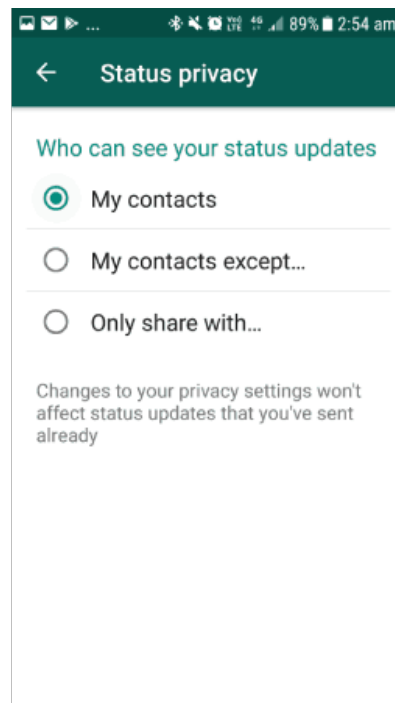 ... 89% 2:54 am
Status privacy
Who can see your status updates
My contacts
My contacts except...
Only share with...
Changes to your privacy settings won't
affect status updates that you've sent
already